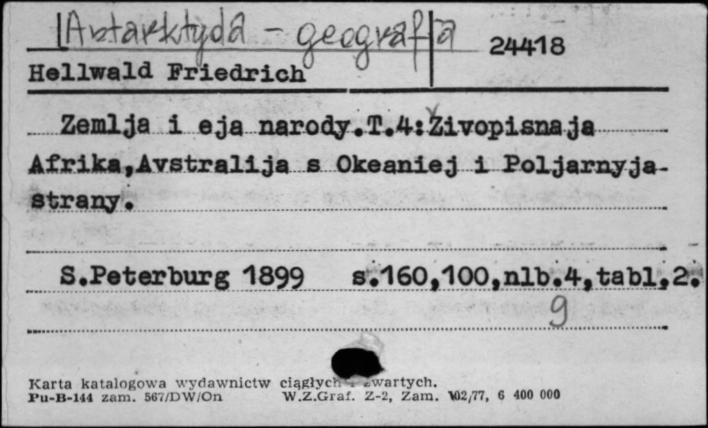 Antarktyda - geografia
24418
Hellwald Friedrich
Zemlja i eja narody.T.4:Živopisnaja
Afrika,Avstralija s Okeaniej i Poljarnyja
strany.
S.Peterburg 1899 s.160,100,nlb.4,tabl,2.
9
Karta katalogowa wydawnictw ciągłych i zwartych.
Pu-B-144 zam. 567/DW/On W.Z.Graf. Z-2, Zam. 102/77, 6 400 000